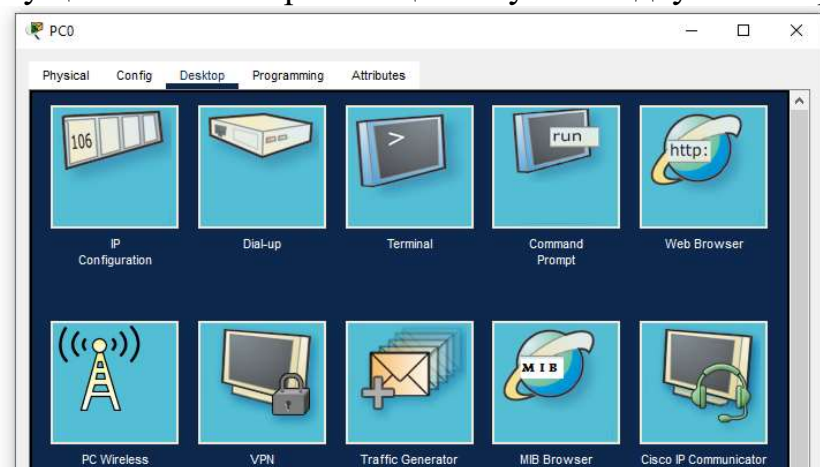 PC0
Physical Config Desktop Programming Attributes
106
>
run
http:
IP
Configuration
Dial-up
Terminal
Command
Prompt
Web Browser
MIB
PC Wireless
VPN
Traffic Generator
MIB Browser
Cisco IP Communicator